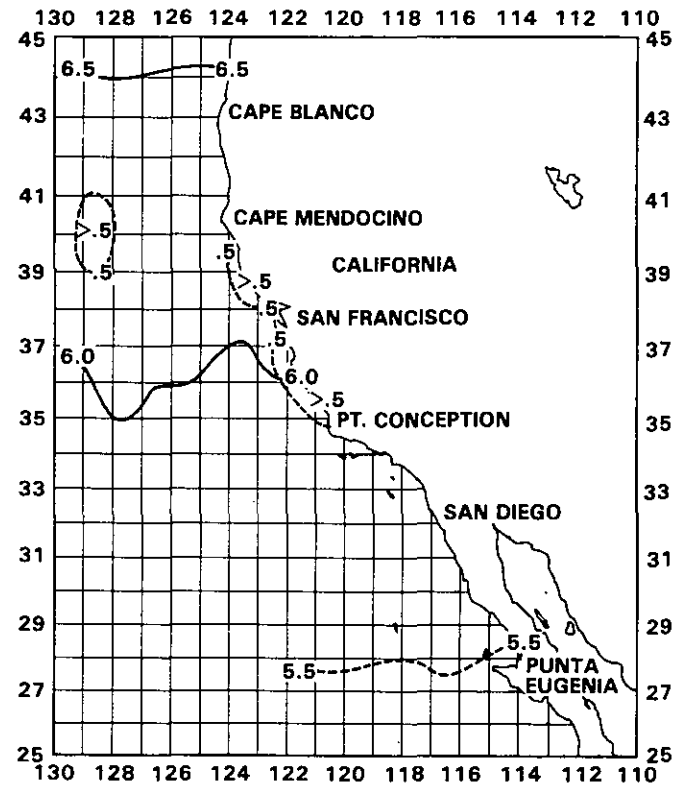 130 128 126 124 122 120 118 116 114 112 110
45 45
6.5 6.5
43 CAPE BLANCO 43
41 41
CAPE MENDOCINO
>.5
.5
39 .5 CALIFORNIA 39
>.5
.5 >
SAN FRANCISCO
37 .5 37
6.0
6.0
>.5
35 PT. CONCEPTION 35
33 33
SAN DIEGO
31 31
29 29
5.5
5.5
PUNTA
27 EUGENIA 27
25 25
130 128 126 124 122 120 118 116 114 112 110